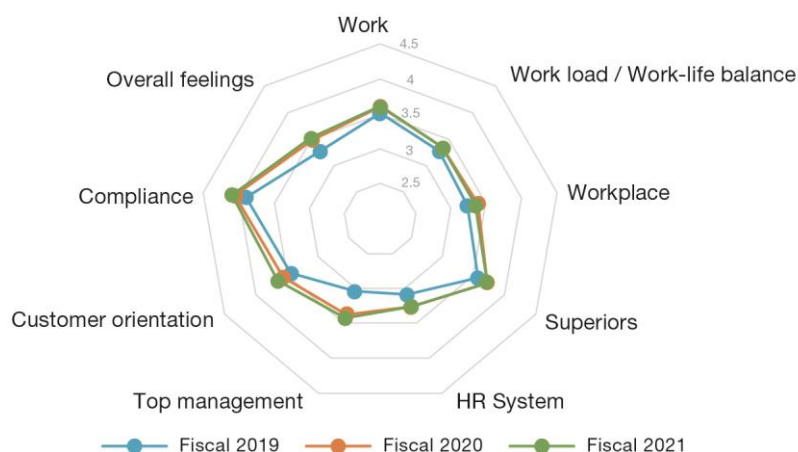 Work
4.5
Overall feelings
Work load / Work-life balance
4
3.5
3
Compliance
Workplace
2.5
Customer orientation
Superiors
Top management
HR System
Fiscal 2019
Fiscal 2020
Fiscal 2021